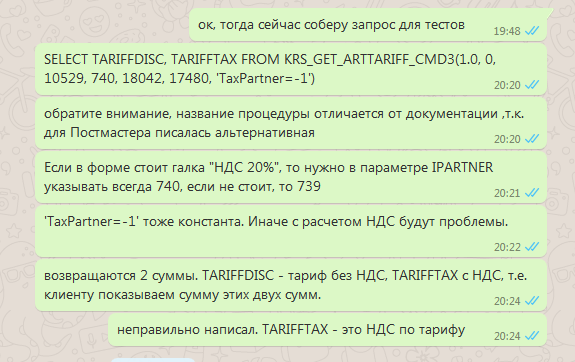 ок, тогда сейчас соберу запрос для тестов
19:48
SELECT TARIFFDISC, TARIFFTAX FROM KRS_GET_ARTTARIFF_CMD3(1.0, 0,
10529, 740, 18042, 17480, 'TaxPartner=-1')
20:20
обратите внимание, название процедуры отличается от документации ,т.к.
для Постмастера писалась альтернативная
20:20
Если в форме стоит галка "НДС 20%", то нужно в параметре IPARTNER
указывать всегда 740, если не стоит, то 739
20:21
'TaxPartner=-1' тоже константа. Иначе с расчетом НДС будут проблемы.
20:22
возвращаются 2 суммы. TARIFFDISC - тариф без НДС, TARIFFTAX с НДС, т.е.
клиенту показываем сумму этих двух сумм.
20:24
неправильно написал. TARIFFTAX - это НДС по тарифу
20:24